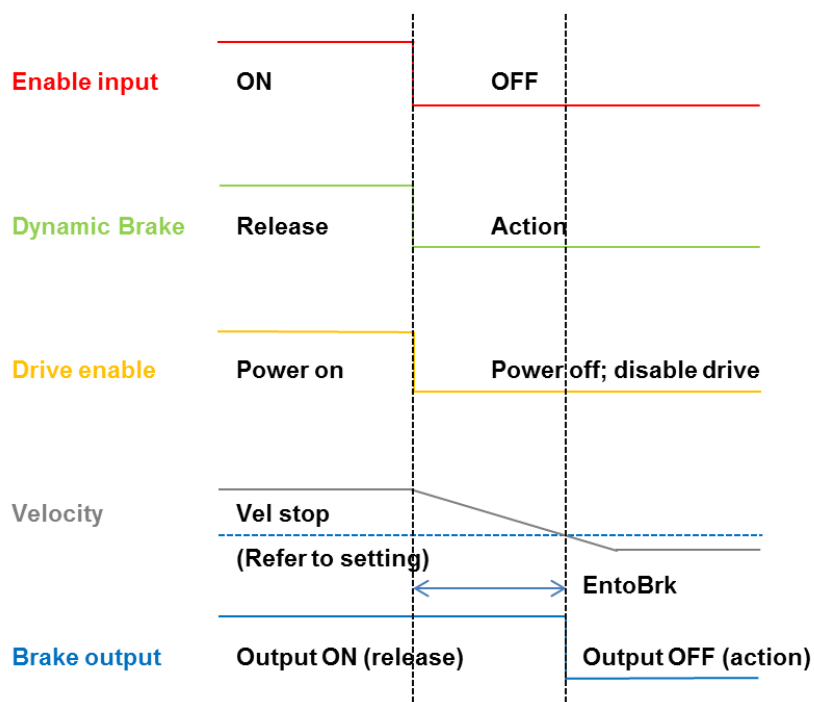 Enable input ON OFF
Dynamic Brake Release Action
Drive enable Power on Power off; disable drive
Velocity Vel stop
(Refer to setting)
EntoBrk
Brake output Output ON (release) Output OFF (action)